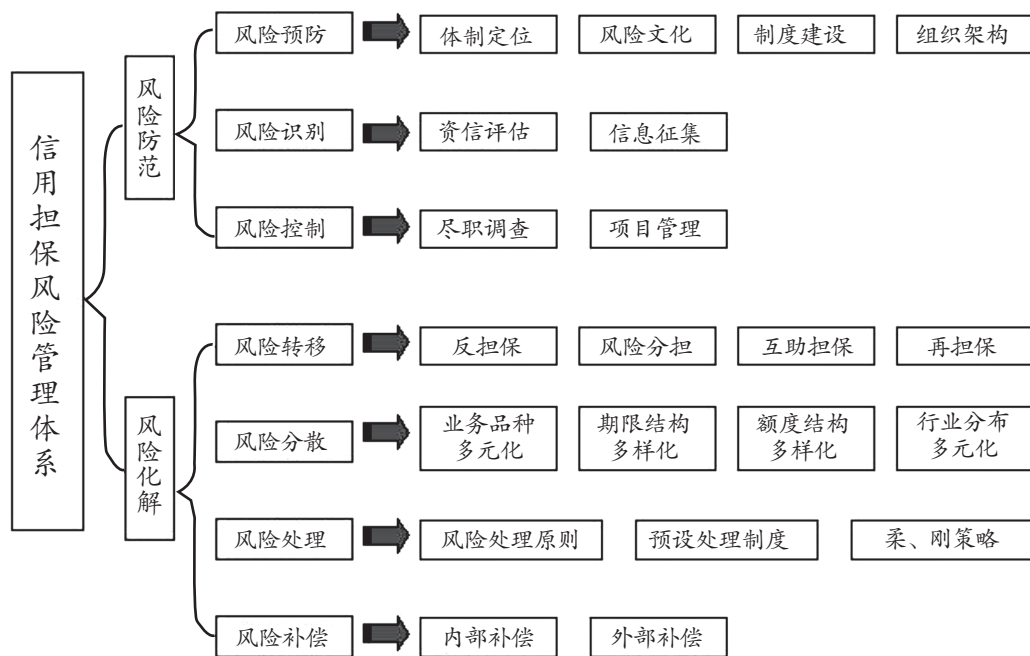 信用担保风险管理体系
风险防范
风险预防
体制定位
风险文化
制度建设
组织架构
风险识别
资信评估
信息征集
风险控制
尽职调查
项目管理
风险化解
风险转移
反担保
风险分担
互助担保
再担保
风险分散
业务品种
多元化
期限结构
多样化
额度结构
多样化
行业分布
多元化
风险处理
风险处理原则
预设处理制度
柔、刚策略
风险补偿
内部补偿
外部补偿